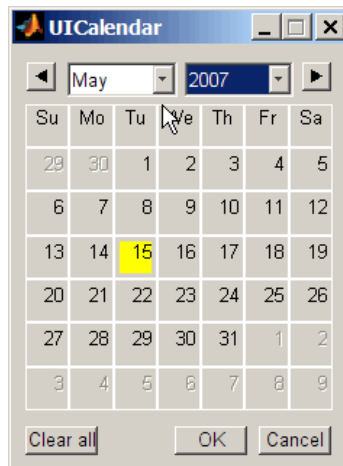 UICalendar
May 2007
Su Mo Tu We Th Fr Sa
29 30 1 2 3 4 5
6 7 8 9 10 11 12
13 14 15 16 17 18 19
20 21 22 23 24 25 26
27 28 29 30 31 1 2
3 4 5 6 7 8 9
Clear all OK Cancel